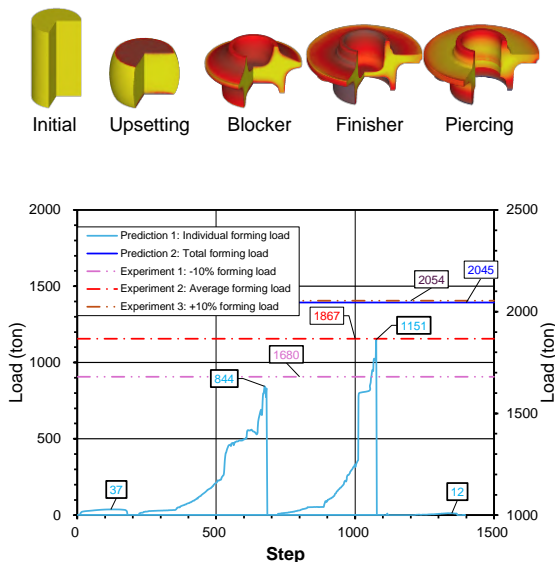 Initial Upsetting Blocker Finisher Piercing
2000 2500
Prediction 1: Individual forming load
Prediction 2: Total forming load
Experiment 1: -10% forming load
Experiment 2: Average forming load
Experiment 3: +10% forming load
2054 2045
1500 2000
1867 1151
1680
844
1000
1500
500
37 12
0 1000
0 500 1000 1500
Load (ton)
Load (ton)
Step